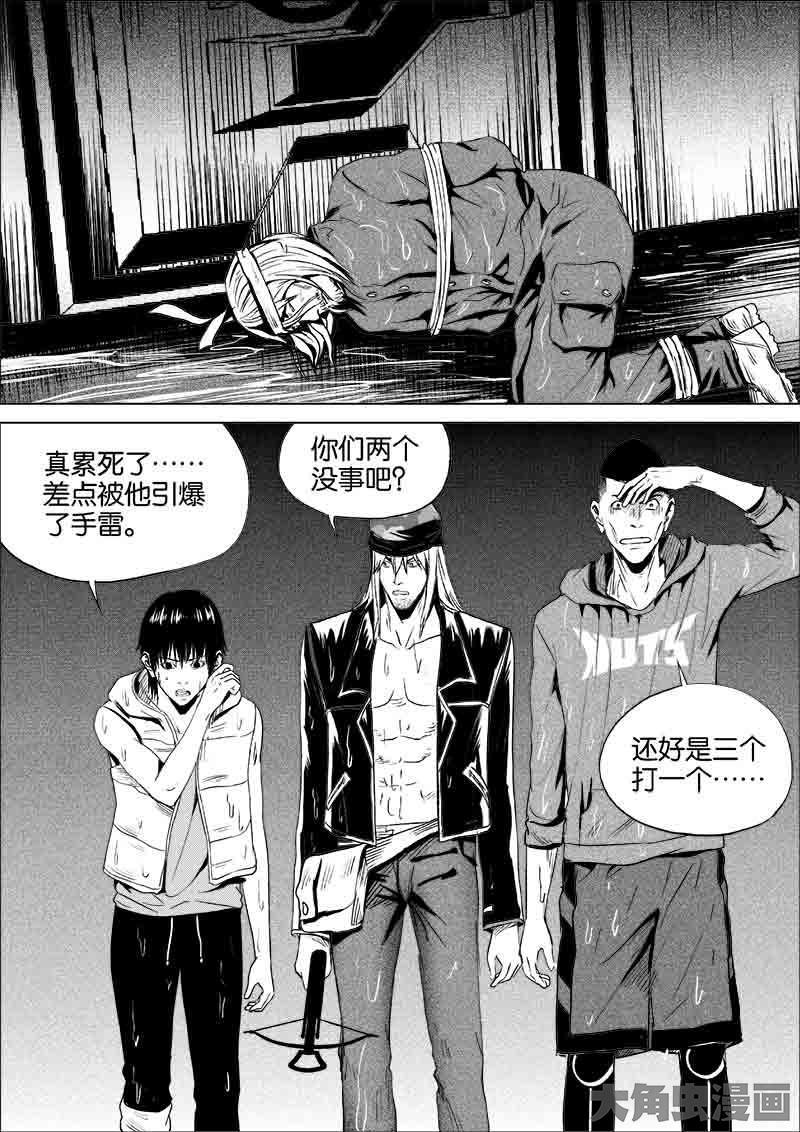 真累死了……
差点被他引爆
了手雷。
你们两个
没事吧？
NUTS
还好是三个
打一个……
大角虫漫画